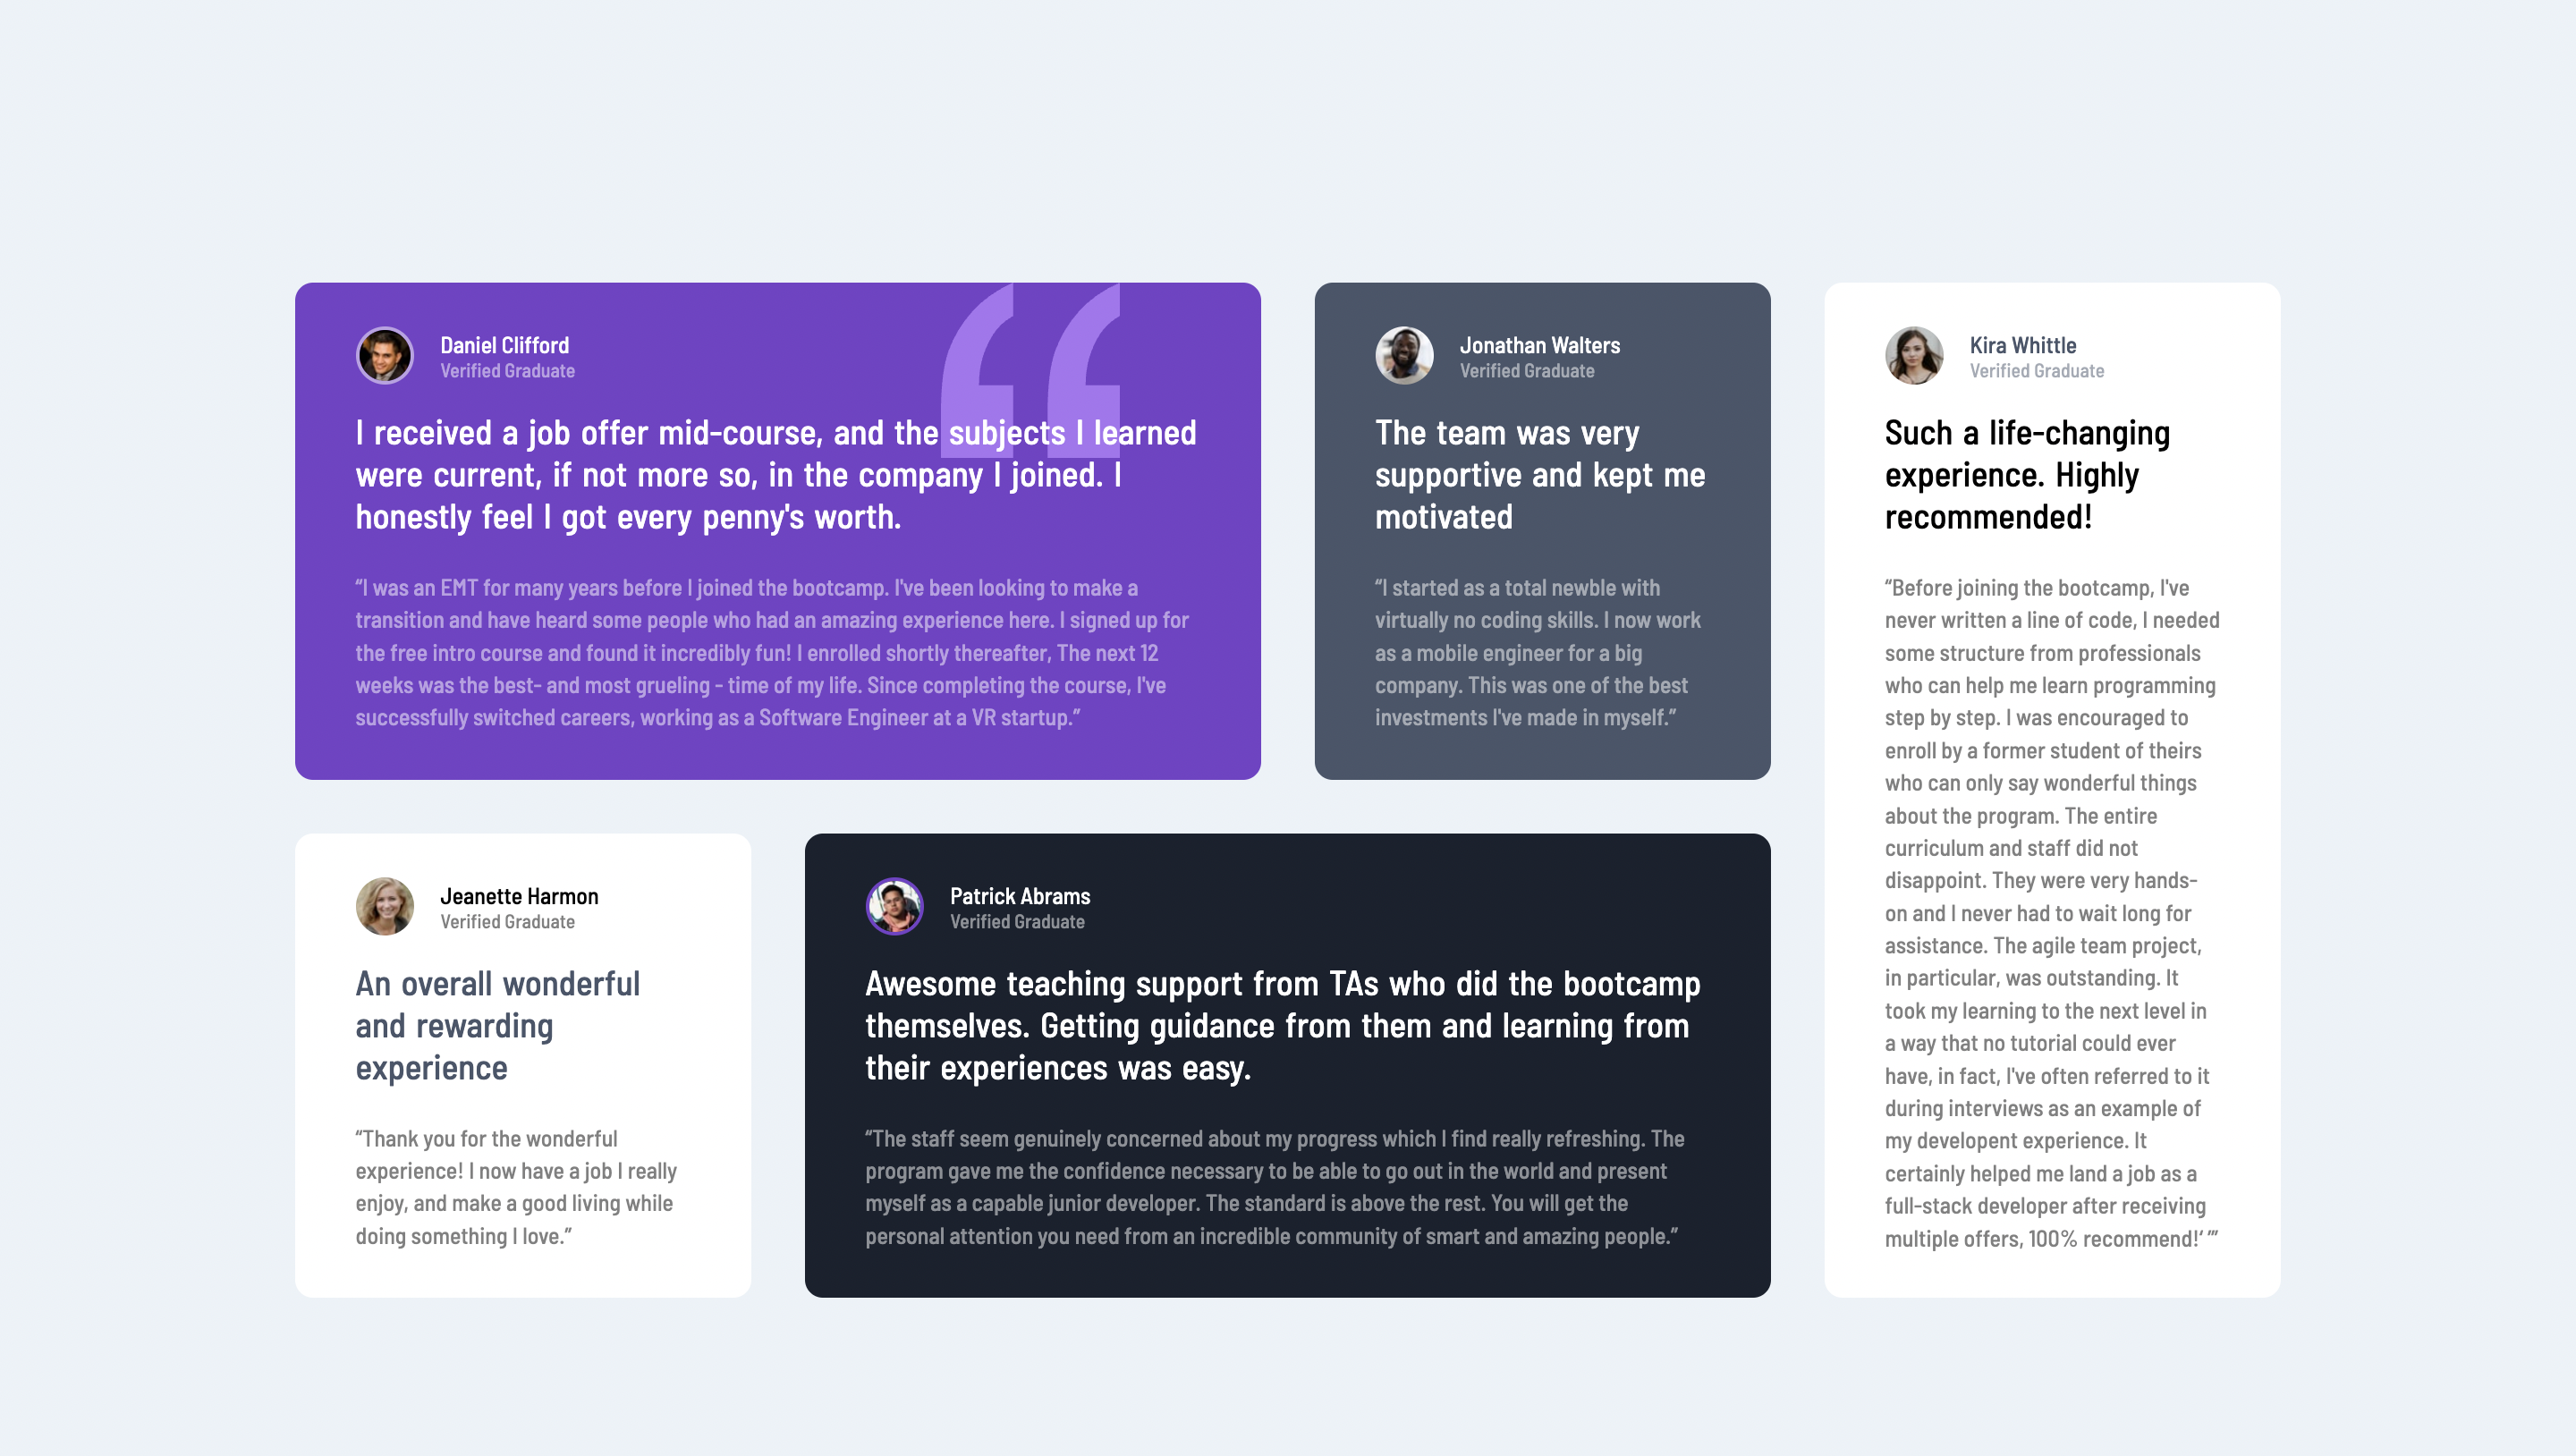 Daniel Clifford
Verified Graduate
I received a job offer mid-course, and the subjects I learned
were current, if not more so, in the company I joined. I
honestly feel I got every penny's worth.
“I was an EMT for many years before I joined the bootcamp. I've been looking to make a
transition and have heard some people who had an amazing experience here. I signed up for
the free intro course and found it incredibly fun! I enrolled shortly thereafter, The next 12
weeks was the best- and most grueling - time of my life. Since completing the course, I've
successfully switched careers, working as a Software Engineer at a VR startup.”
Jonathan Walters
Verified Graduate
The team was very
supportive and kept me
motivated
“I started as a total newble with
virtually no coding skills. I now work
as a mobile engineer for a big
company. This was one of the best
investments I've made in myself.”
Kira Whittle
Verified Graduate
Such a life-changing
experience. Highly
recommended!
“Before joining the bootcamp, I've
never written a line of code, I needed
some structure from professionals
who can help me learn programming
step by step. I was encouraged to
enroll by a former student of theirs
who can only say wonderful things
about the program. The entire
curriculum and staff did not
disappoint. They were very hands-
on and I never had to wait long for
assistance. The agile team project,
in particular, was outstanding. It
took my learning to the next level in
a way that no tutorial could ever
have, in fact, I've often referred to it
during interviews as an example of
my developent experience. It
certainly helped me land a job as a
full-stack developer after receiving
multiple offers, 100% recommend!‘ ”’
Jeanette Harmon
Verified Graduate
An overall wonderful
and rewarding
experience
“Thank you for the wonderful
experience! I now have a job I really
enjoy, and make a good living while
doing something I love.”
Patrick Abrams
Verified Graduate
Awesome teaching support from TAs who did the bootcamp
themselves. Getting guidance from them and learning from
their experiences was easy.
“The staff seem genuinely concerned about my progress which I find really refreshing. The
program gave me the confidence necessary to be able to go out in the world and present
myself as a capable junior developer. The standard is above the rest. You will get the
personal attention you need from an incredible community of smart and amazing people.”